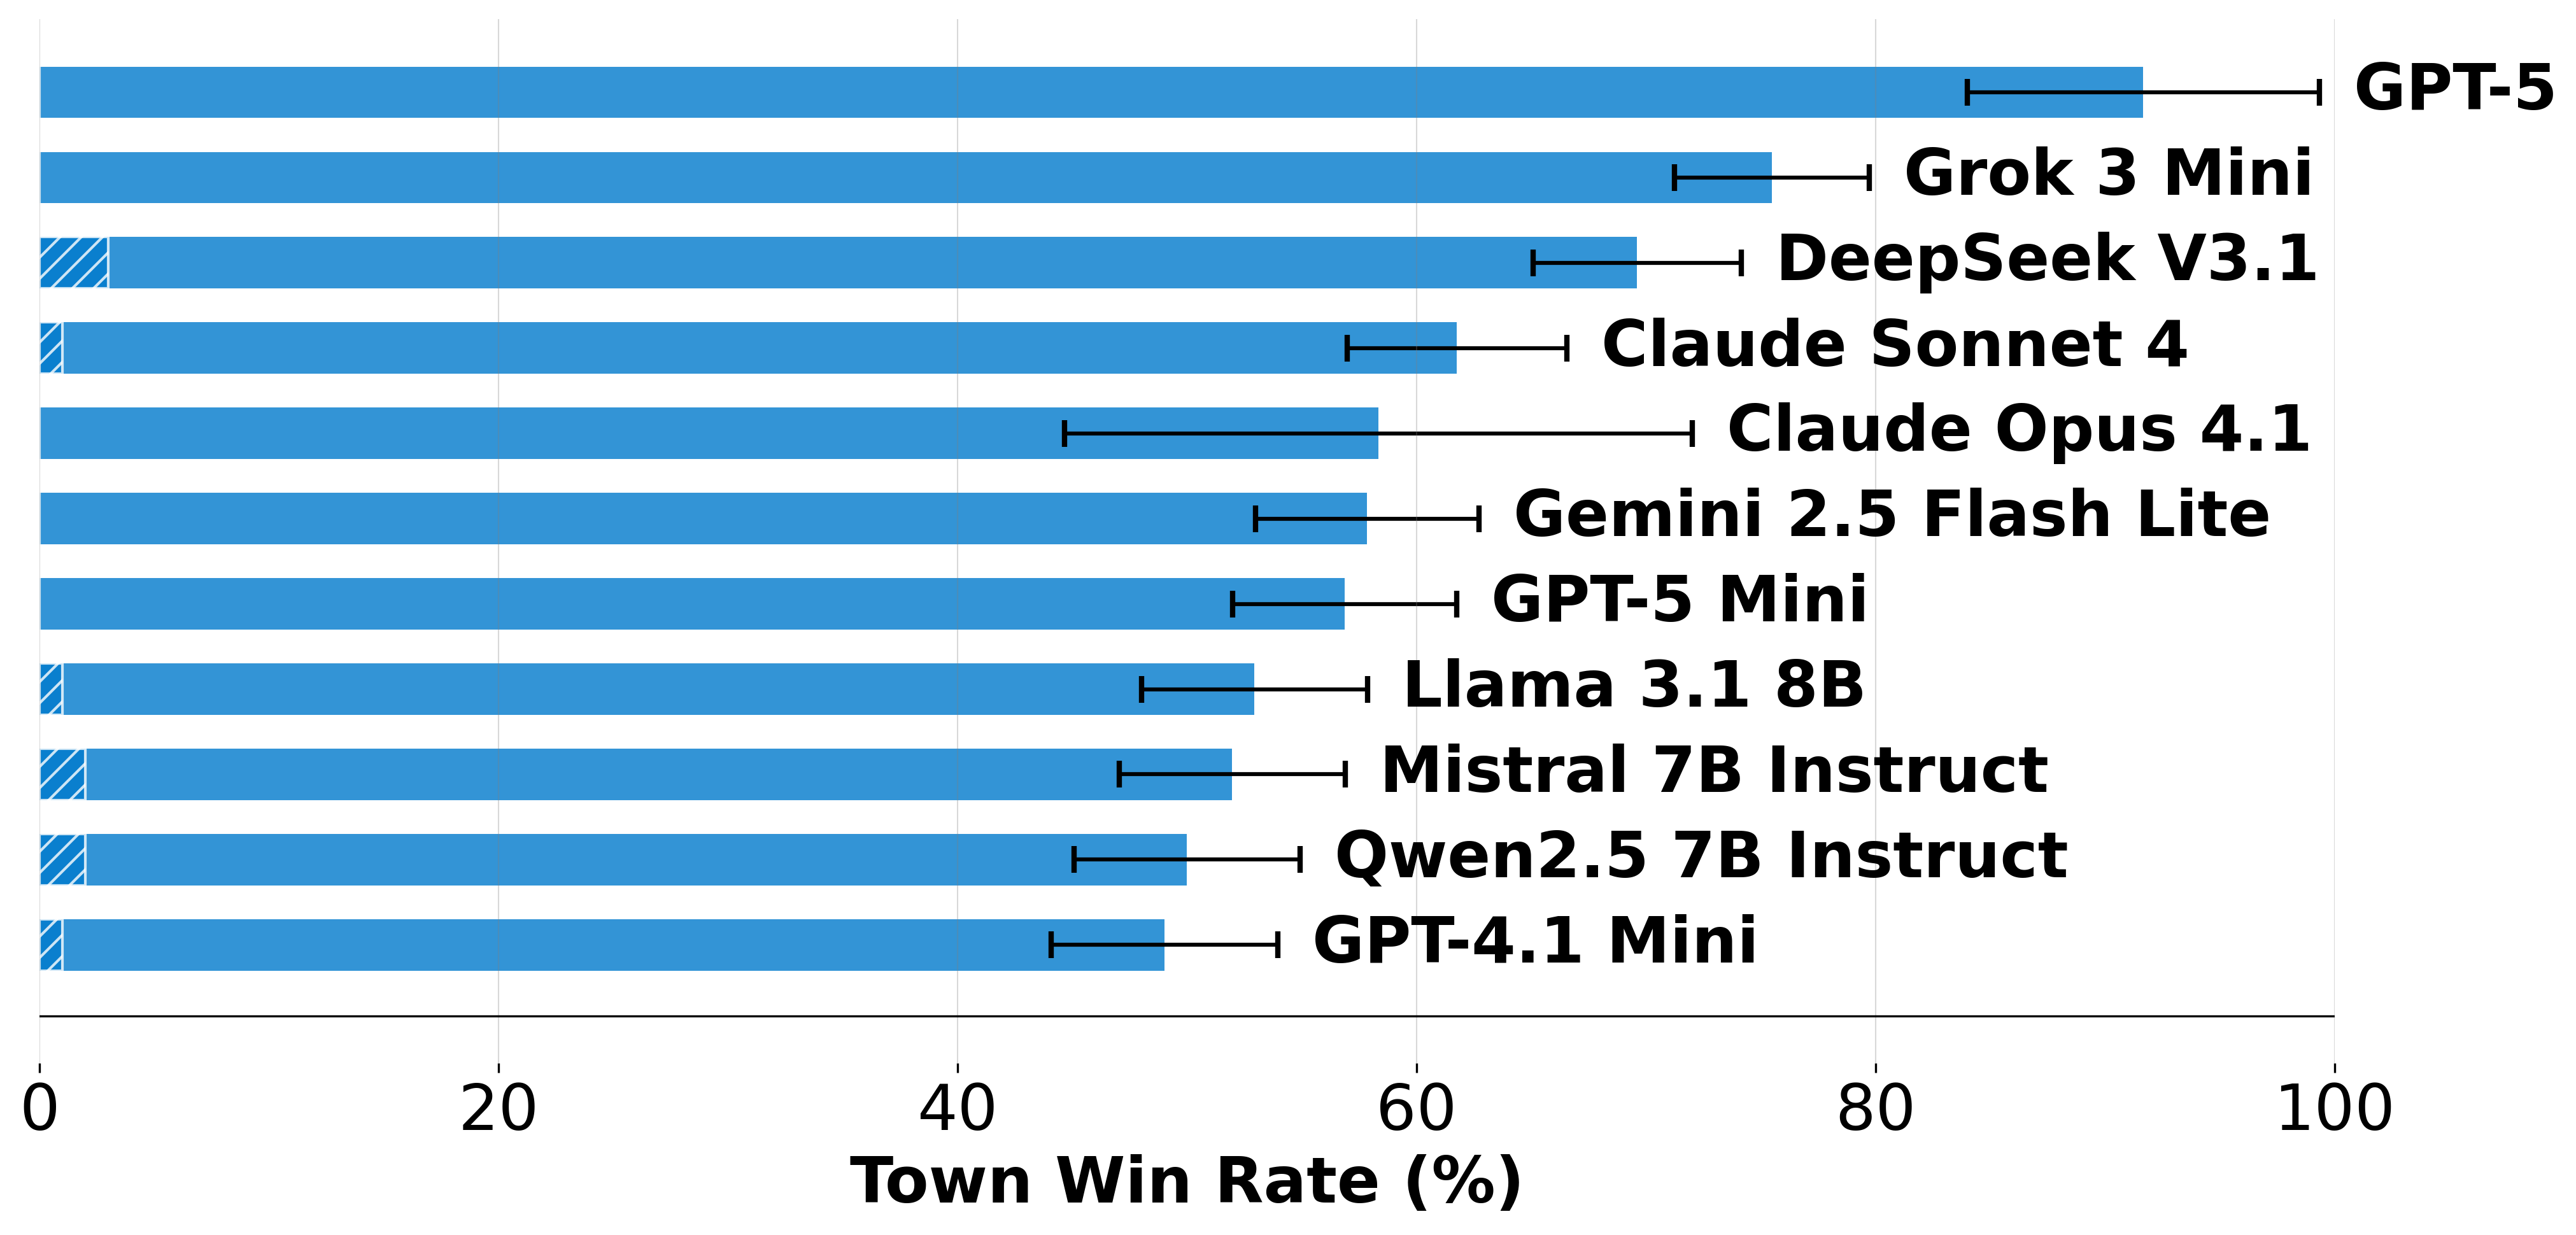 GPT-5
Grok 3 Mini
DeepSeek V3.1
Claude Sonnet 4
Claude Opus 4.1
Gemini 2.5 Flash Lite
GPT-5 Mini
Llama 3.1 8B
Mistral 7B Instruct
Qwen2.5 7B Instruct
GPT-4.1 Mini
0 20 40 60 80 100
Town Win Rate (%)